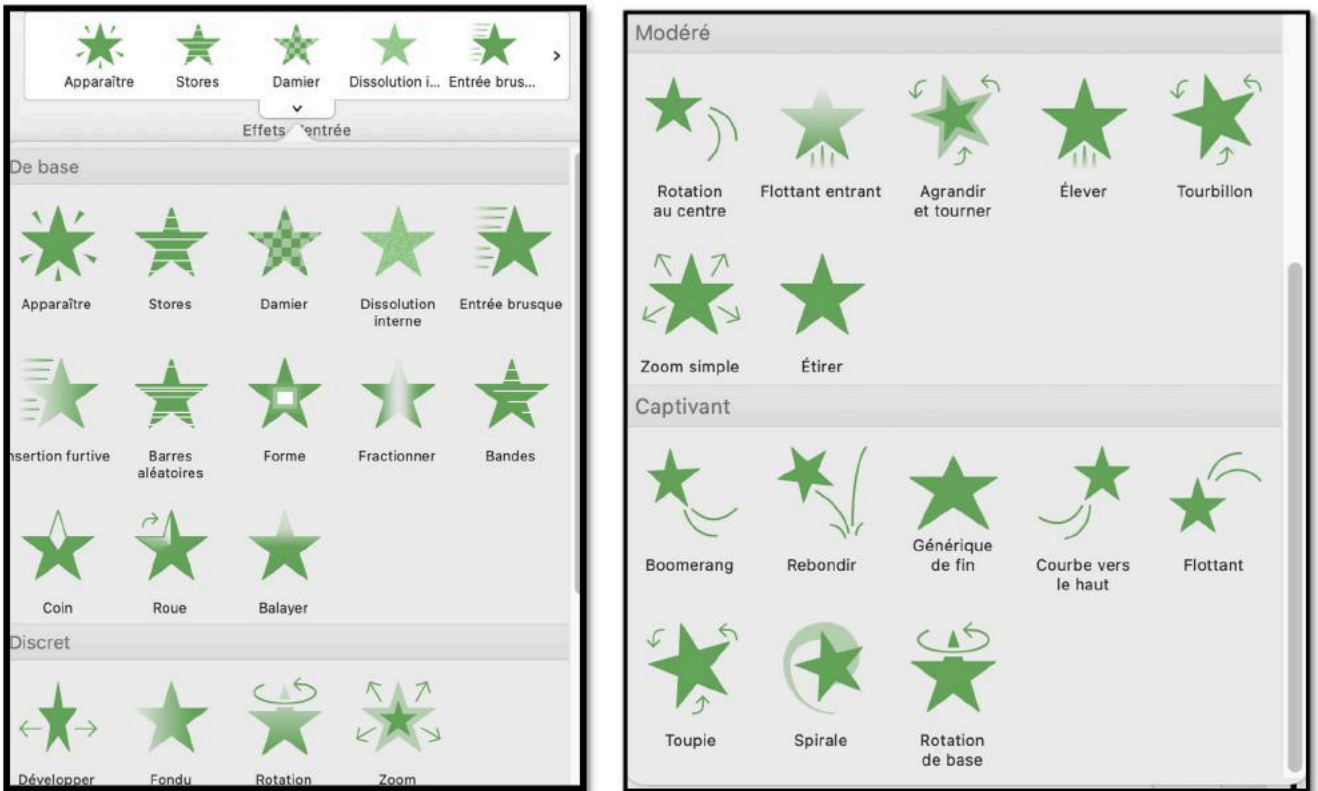 Apparaître Stores Damier Dissolution i... Entrée brus...
Effets d'entrée
De base
Apparaître Stores Damier Dissolution interne Entrée brusque
nsertion furtive Barres aléatoires Forme Fractionner Bandes
Coin Roue Balayer
Discret
Développer Fondu Rotation Zoom
Modéré
Rotation au centre Flottant entrant Agrandir et tourner Élever Tourbillon
Zoom simple Étirer
Captivant
Boomerang Rebondir Générique de fin Courbe vers le haut Flottant
Toupie Spirale Rotation de base